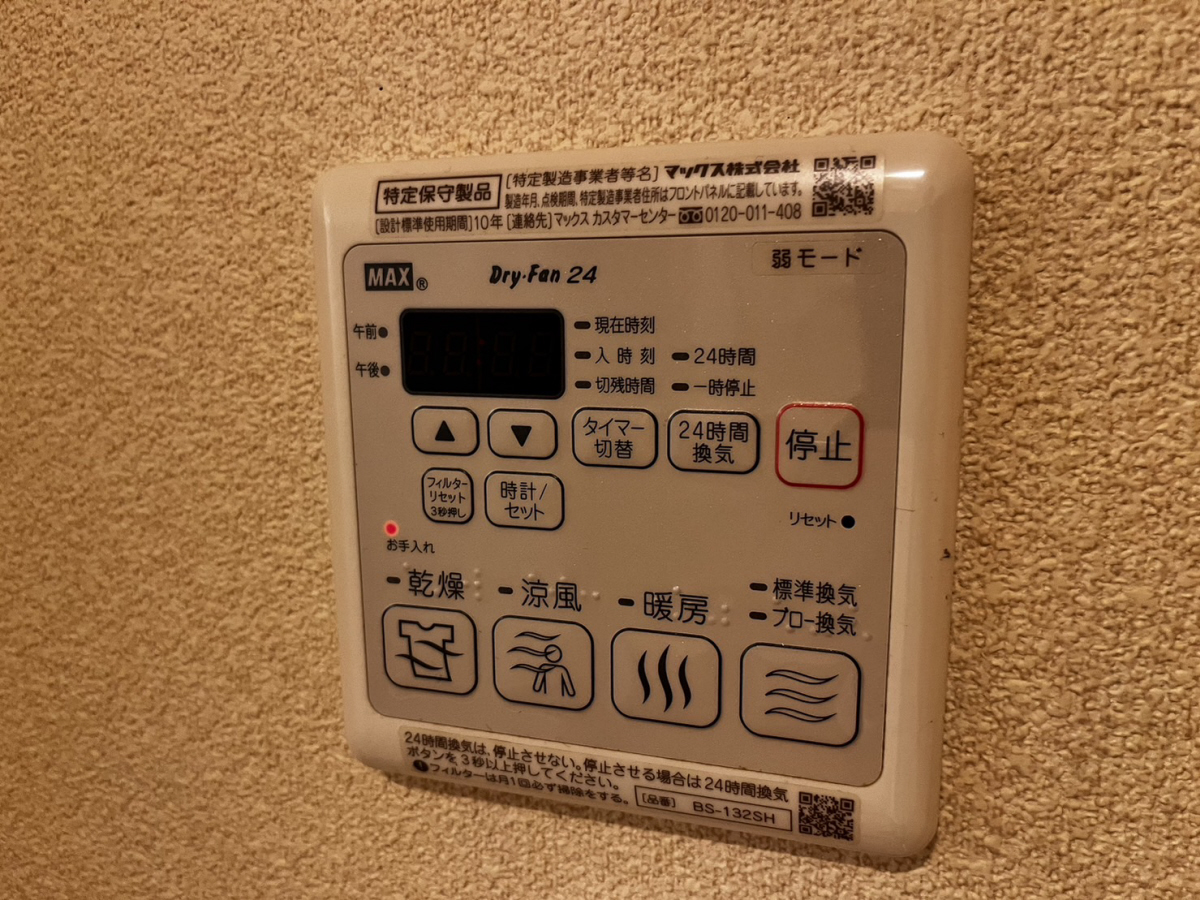 特定保守製品
[特定製造事業者等名] マックス株式会社
製造年月、点検期間、特定製造事業者住所はフロントパネルに記載しています。
[設計標準使用期間]10年 [連絡先]マックス カスタマーセンター 0120-011-408
弱モード
MAX® Dry·Fan 24
午前
午後
現在時刻
入時刻 24時間
切残時間 一時停止
▲ ▼
タイマー
切替
24時間
換気
停止
フィルター
リセット
3秒押し
時計/
セット
リセット
お手入れ
乾燥 涼風 暖房
標準換気
ブロー換気
24時間換気は、停止させない。停止させる場合は24時間換気
ボタンを3秒以上押してください。
フィルターは月1回必ず掃除をする。
[品番] BS-132SH